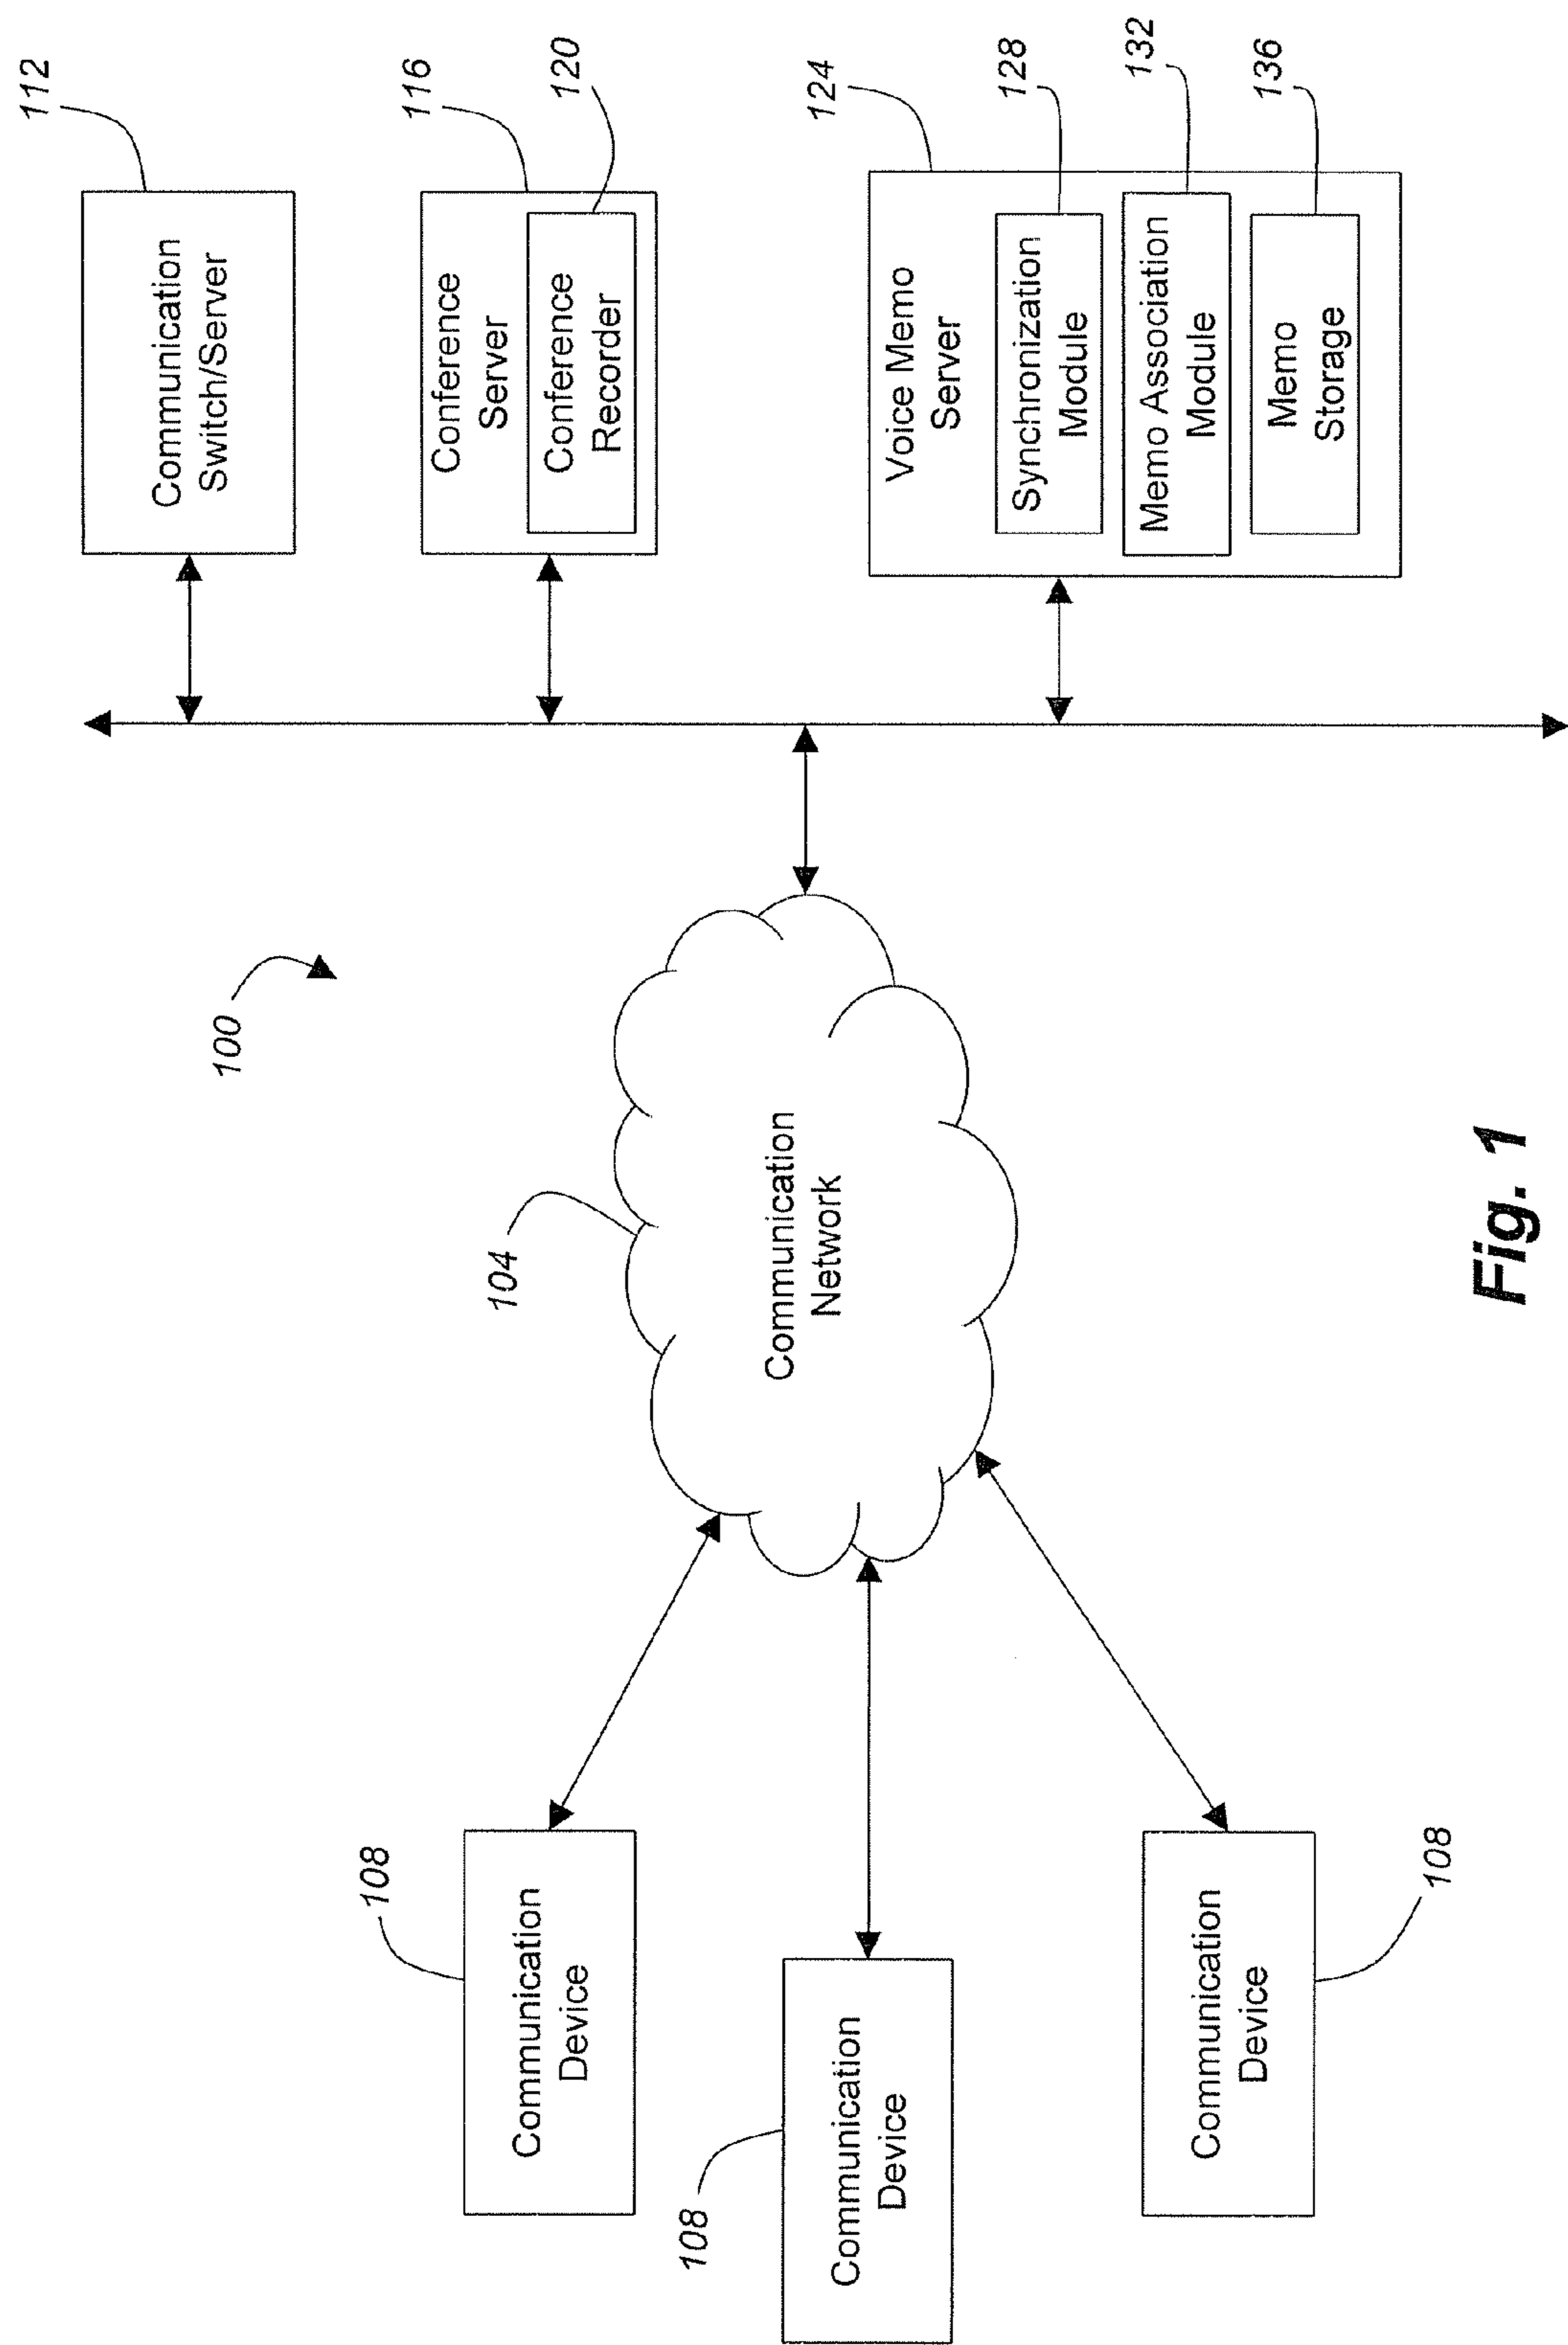 100
112
Communication
Switch/Server
116
Conference
Server
120
Conference
Recorder
124
Voice Memo
Server
128
Synchronization
Module
132
Memo Association
Module
136
Memo
Storage
104
Communication
Network
108
Communication
Device
108
Communication
Device
108
Communication
Device
Fig. 1